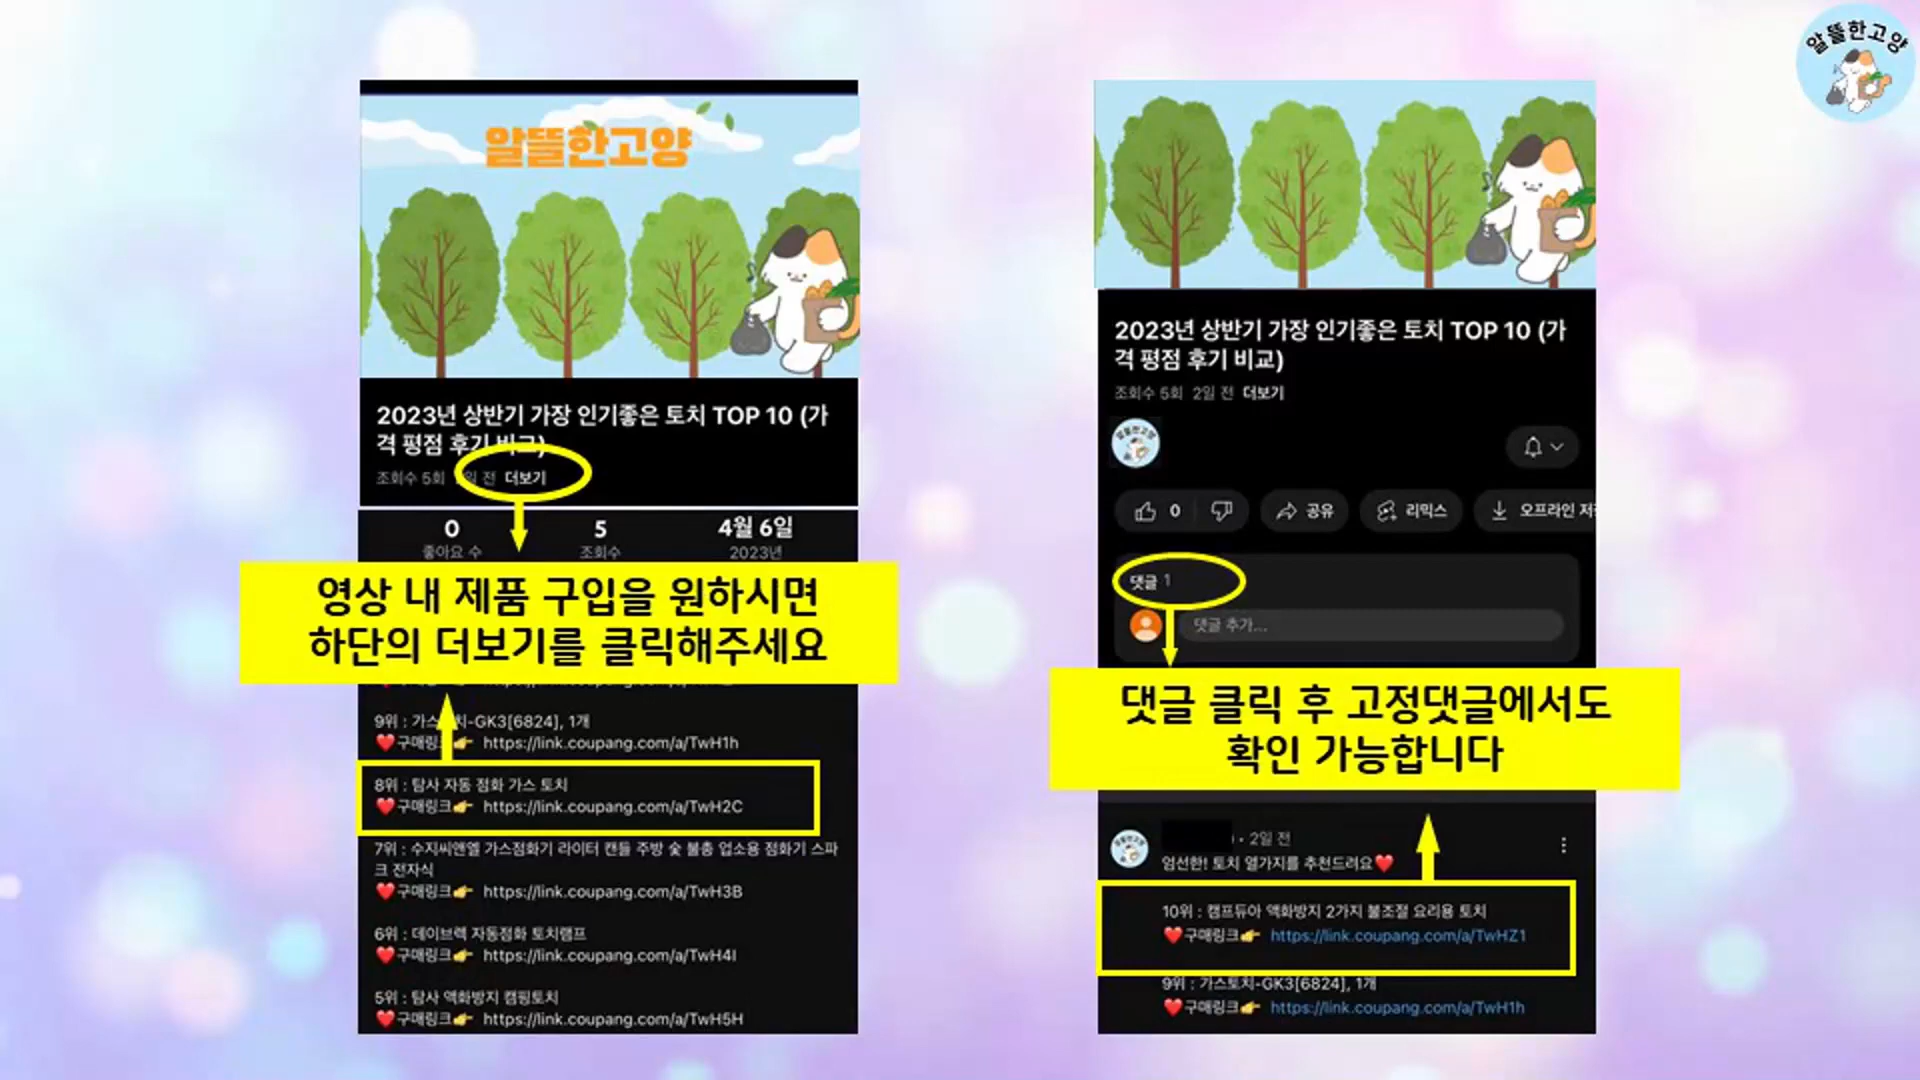 알뜰한고양
알뜰한고양
2023년 상반기 가장 인기좋은 토치 TOP 10 (가
격 평점 후기 비교)
조회수 5회
일 전 더보기
0
5
4월 6일
좋아요 수
조회수
2023년
영상 내 제품 구입을 원하시면
하단의 더보기를 클릭해주세요
9위 : 가스토치-GK3[6824], 1개
❤️구매링크👉 https://link.coupang.com/a/TwH1h
8위 : 탐사 자동 점화 가스 토치
❤️구매링크👉 https://link.coupang.com/a/TwH2C
7위 : 수지씨앤엘 가스점화기 라이터 캔들 주방 숯 불총 업소용 점화기 스파
크 전자식
❤️구매링크👉 https://link.coupang.com/a/TwH3B
6위 : 데이브렉 자동점화 토치램프
❤️구매링크👉 https://link.coupang.com/a/TwH4I
5위 : 탐사 액화방지 캠핑토치
❤️구매링크👉 https://link.coupang.com/a/TwH5H
2023년 상반기 가장 인기좋은 토치 TOP 10 (가
격 평점 후기 비교)
조회수 5회 2일 전 더보기
알뜰한고양
0
공유
리믹스
오프라인 저
댓글 1
댓글 추가...
댓글 클릭 후 고정댓글에서도
확인 가능합니다
알뜰한고양
• 2일 전
엄선한! 토치 열가지를 추천드려요❤️
10위 : 캠프듀아 액화방지 2가지 불조절 요리용 토치
❤️구매링크👉 https://link.coupang.com/a/TwHZ1
9위 : 가스토치-GK3[6824], 1개
❤️구매링크👉 https://link.coupang.com/a/TwH1h